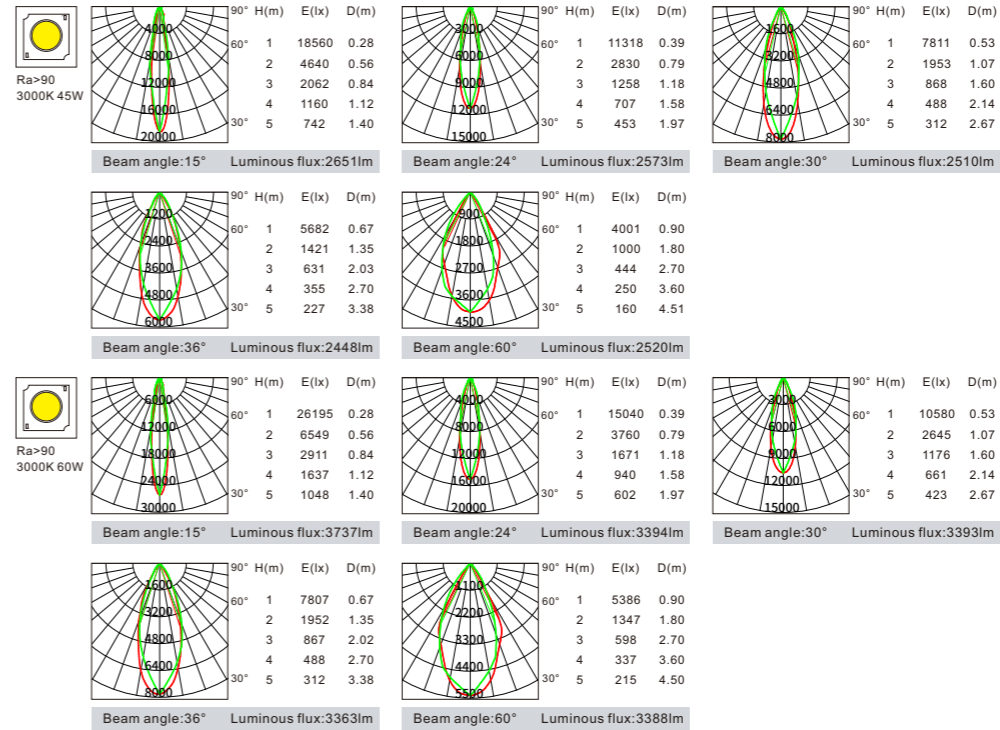 Ra>90
3000K 45W
4000
8000
12000
16000
20000
90°
60°
30°
H(m) E(lx) D(m)
1 18560 0.28
2 4640 0.56
3 2062 0.84
4 1160 1.12
5 742 1.40
Beam angle:15° Luminous flux:2651lm
3000
6000
9000
12000
15000
90°
60°
30°
H(m) E(lx) D(m)
1 11318 0.39
2 2830 0.79
3 1258 1.18
4 707 1.58
5 453 1.97
Beam angle:24° Luminous flux:2573lm
1600
3200
4800
6400
8000
90°
60°
30°
H(m) E(lx) D(m)
1 7811 0.53
2 1953 1.07
3 868 1.60
4 488 2.14
5 312 2.67
Beam angle:30° Luminous flux:2510lm
1200
2400
3600
4800
6000
90°
60°
30°
H(m) E(lx) D(m)
1 5682 0.67
2 1421 1.35
3 631 2.03
4 355 2.70
5 227 3.38
Beam angle:36° Luminous flux:2448lm
900
1800
2700
3600
4500
90°
60°
30°
H(m) E(lx) D(m)
1 4001 0.90
2 1000 1.80
3 444 2.70
4 250 3.60
5 160 4.51
Beam angle:60° Luminous flux:2520lm
Ra>90
3000K 60W
6000
12000
18000
24000
30000
90°
60°
30°
H(m) E(lx) D(m)
1 26195 0.28
2 6549 0.56
3 2911 0.84
4 1637 1.12
5 1048 1.40
Beam angle:15° Luminous flux:3737lm
4000
8000
12000
16000
20000
90°
60°
30°
H(m) E(lx) D(m)
1 15040 0.39
2 3760 0.79
3 1671 1.18
4 940 1.58
5 602 1.97
Beam angle:24° Luminous flux:3394lm
3000
6000
9000
12000
15000
90°
60°
30°
H(m) E(lx) D(m)
1 10580 0.53
2 2645 1.07
3 1176 1.60
4 661 2.14
5 423 2.67
Beam angle:30° Luminous flux:3393lm
1600
3200
4800
6400
8000
90°
60°
30°
H(m) E(lx) D(m)
1 7807 0.67
2 1952 1.35
3 867 2.02
4 488 2.70
5 312 3.38
Beam angle:36° Luminous flux:3363lm
1100
2200
3300
4400
5500
90°
60°
30°
H(m) E(lx) D(m)
1 5386 0.90
2 1347 1.80
3 598 2.70
4 337 3.60
5 215 4.50
Beam angle:60° Luminous flux:3388lm